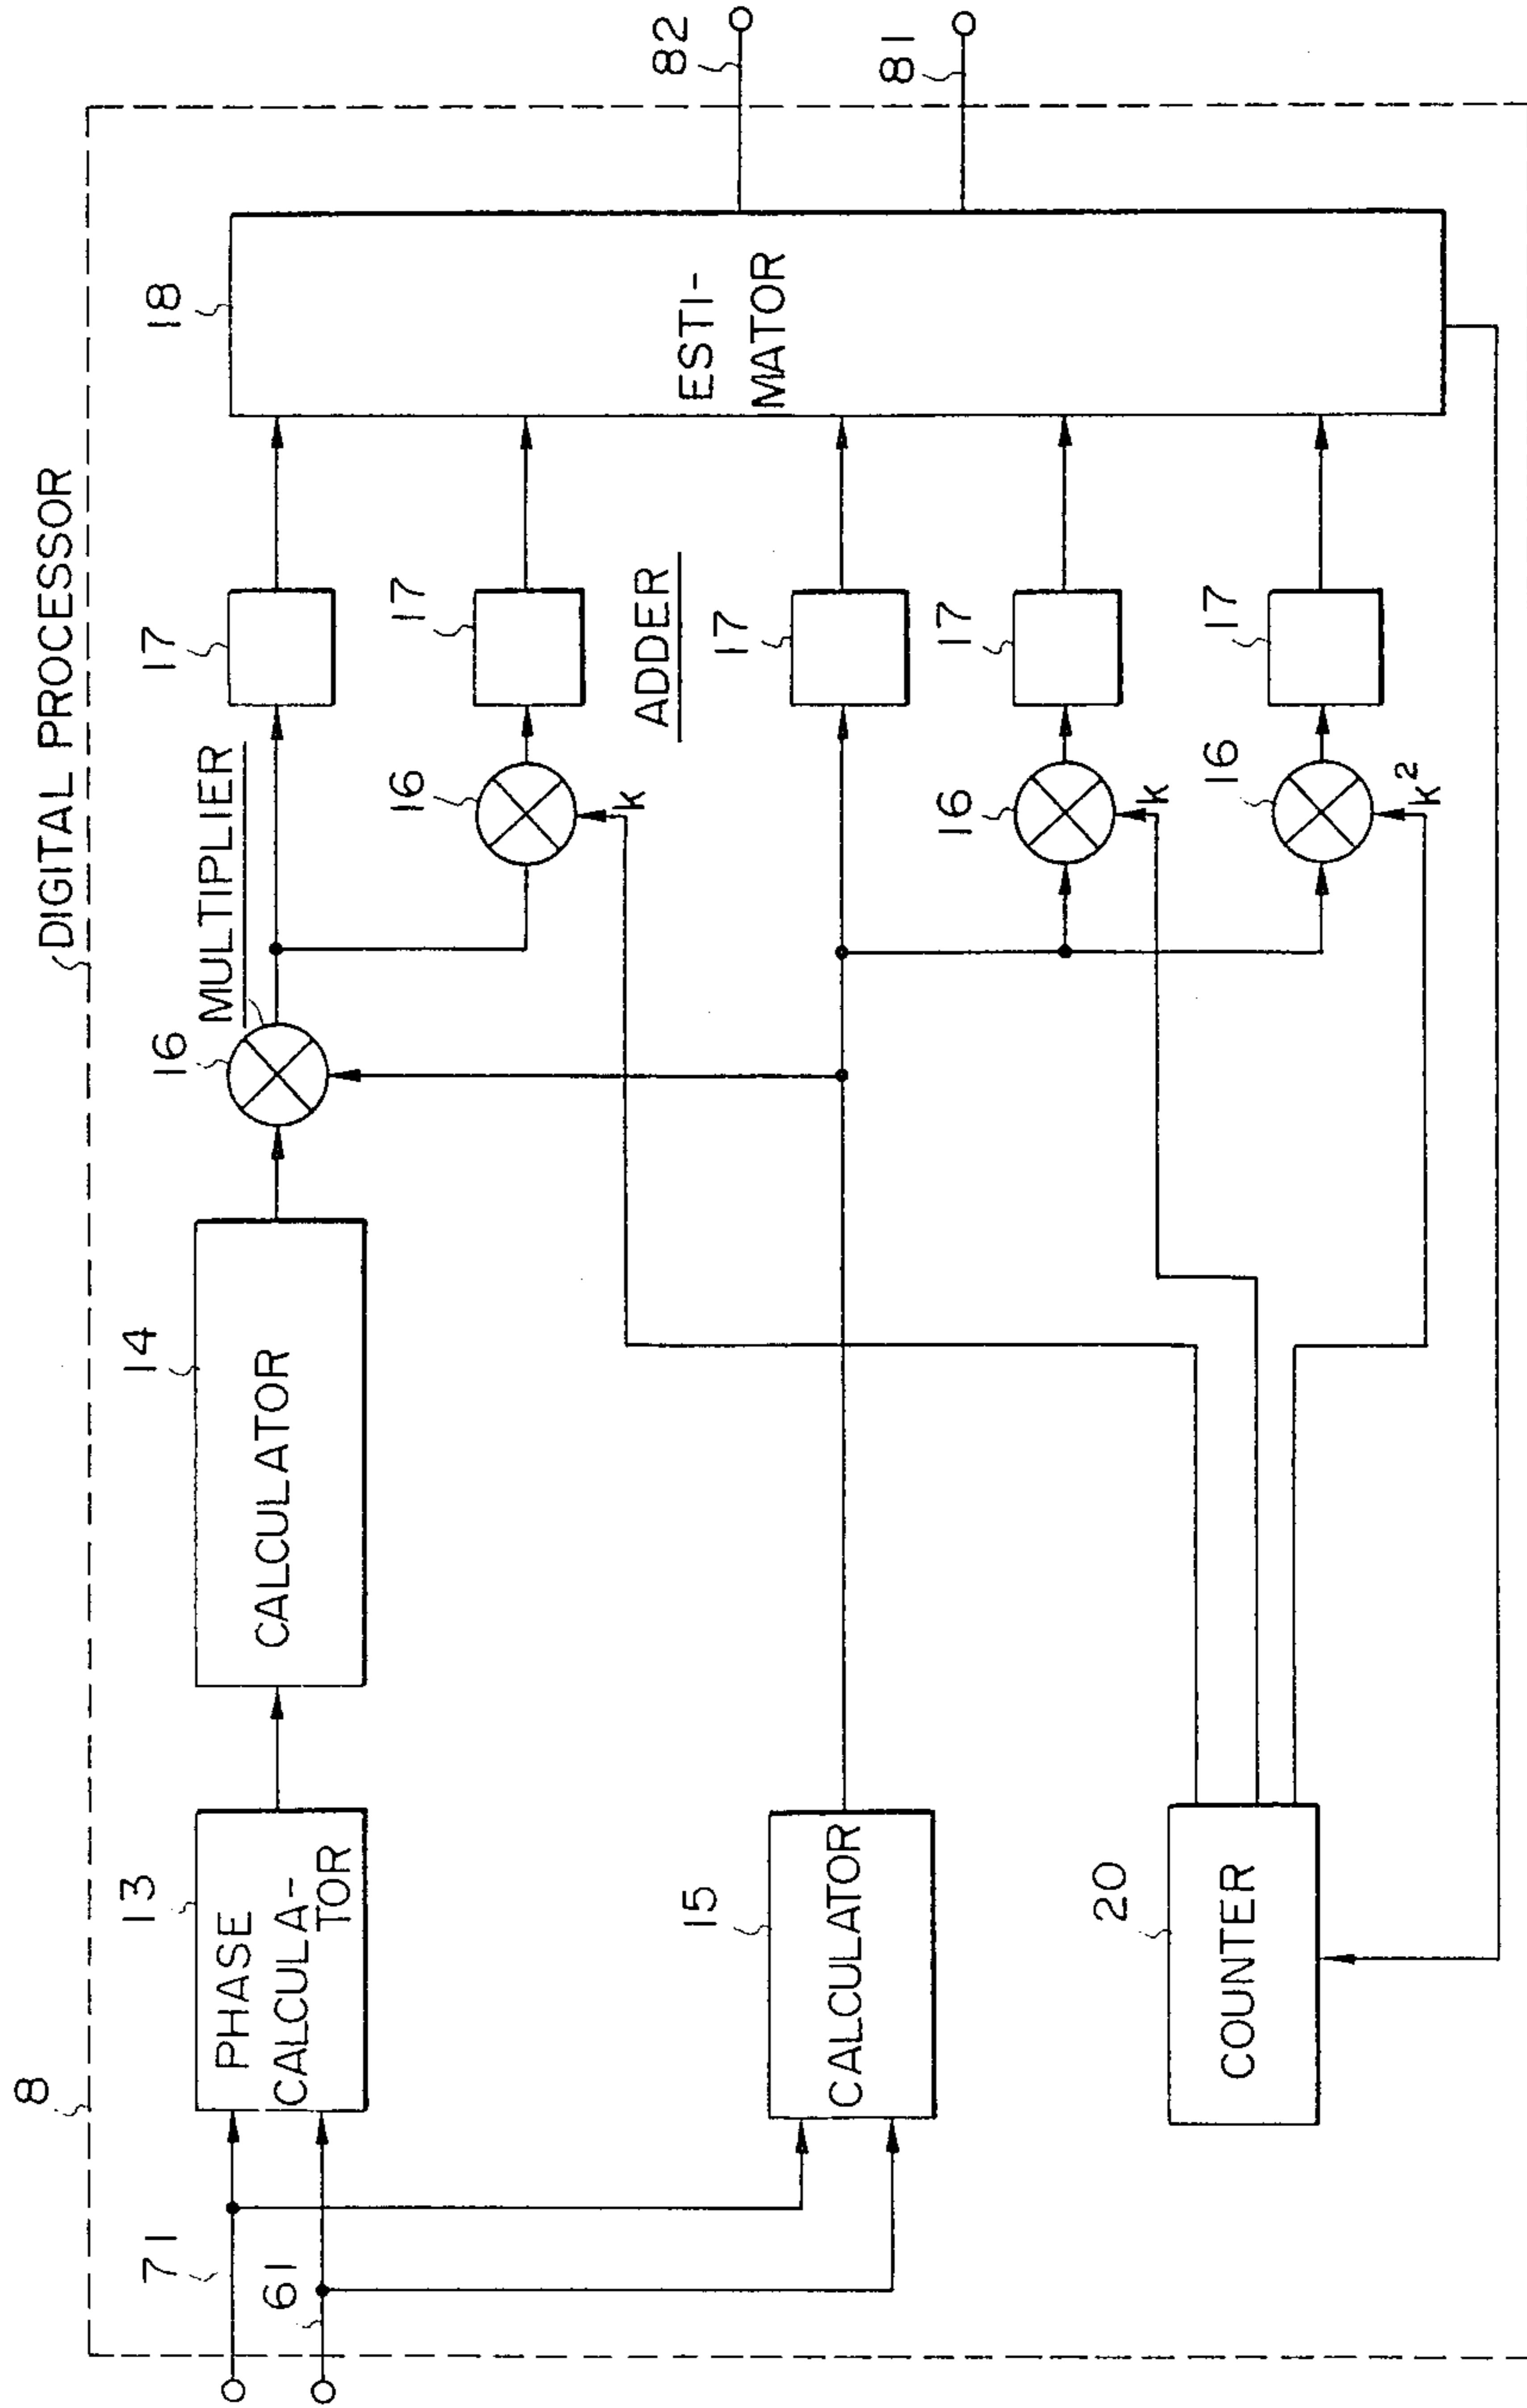 DIGITAL PROCESSOR
8
71
61
13
PHASE
CALCULA-
TOR
14
CALCULATOR
16
MULTIPLIER
17
18
ESTI-
MATOR
82
81
16
k
17
ADDER
15
CALCULATOR
17
16
k
17
16
k²
17
20
COUNTER